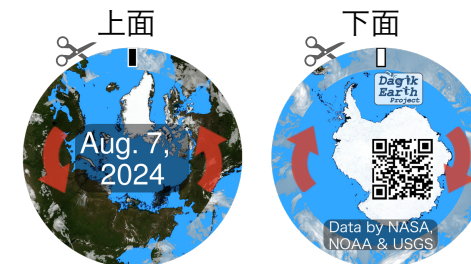 上面
下面
Aug. 7,
2024
Dagik
Earth
Project
Data by NASA,
NOAA & USGS